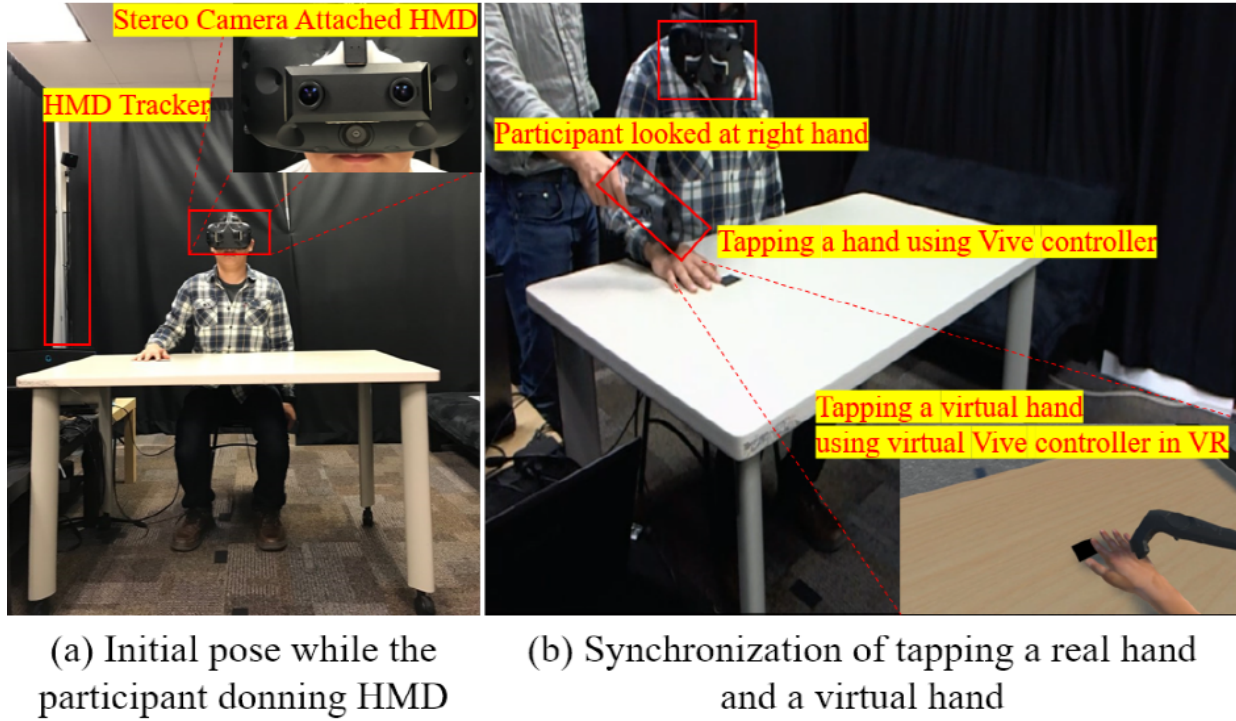 Stereo Camera Attached HMD
HMD Tracker
Participant looked at right hand
Tapping a hand using Vive controller
Tapping a virtual hand
using virtual Vive controller in VR
(a) Initial pose while the
participant donning HMD
(b) Synchronization of tapping a real hand
and a virtual hand